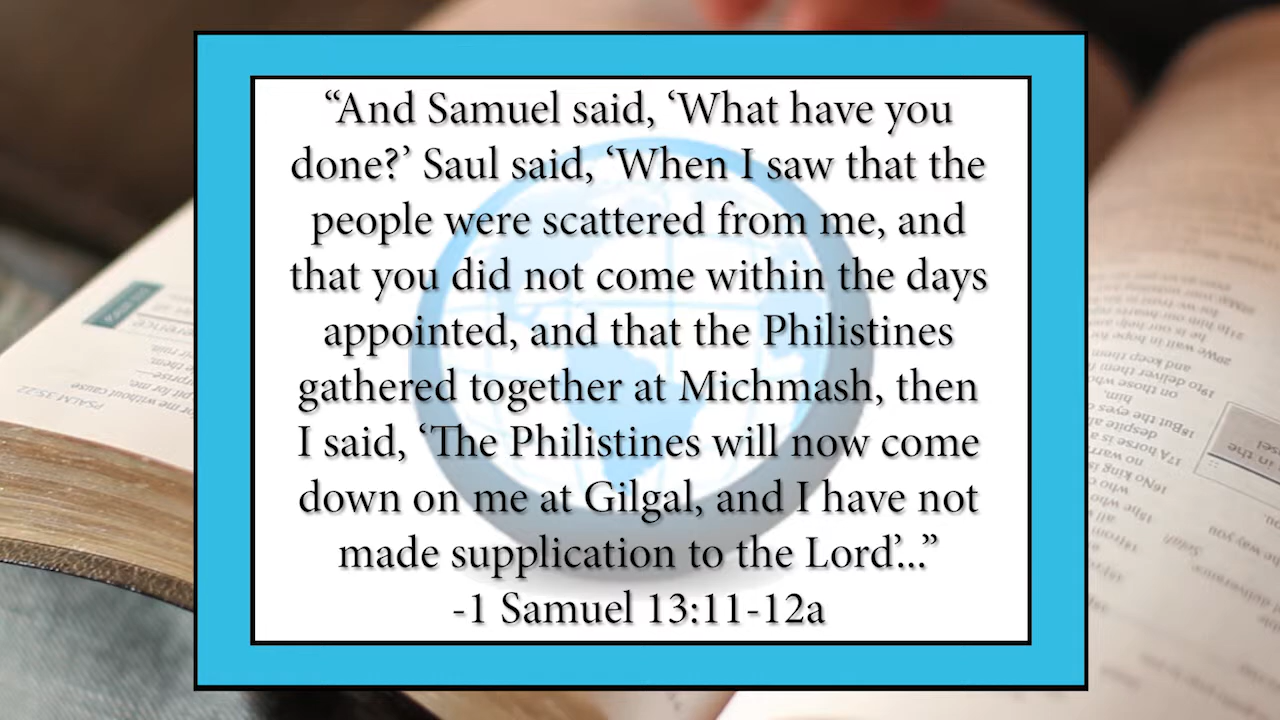 “And Samuel said, ‘What have you
done?’ Saul said, ‘When I saw that the
people were scattered from me, and
that you did not come within the days
appointed, and that the Philistines
gathered together at Michmash, then
I said, ‘The Philistines will now come
down on me at Gilgal, and I have not
made supplication to the Lord’...”
-1 Samuel 13:11-12a
PSALM 35:22